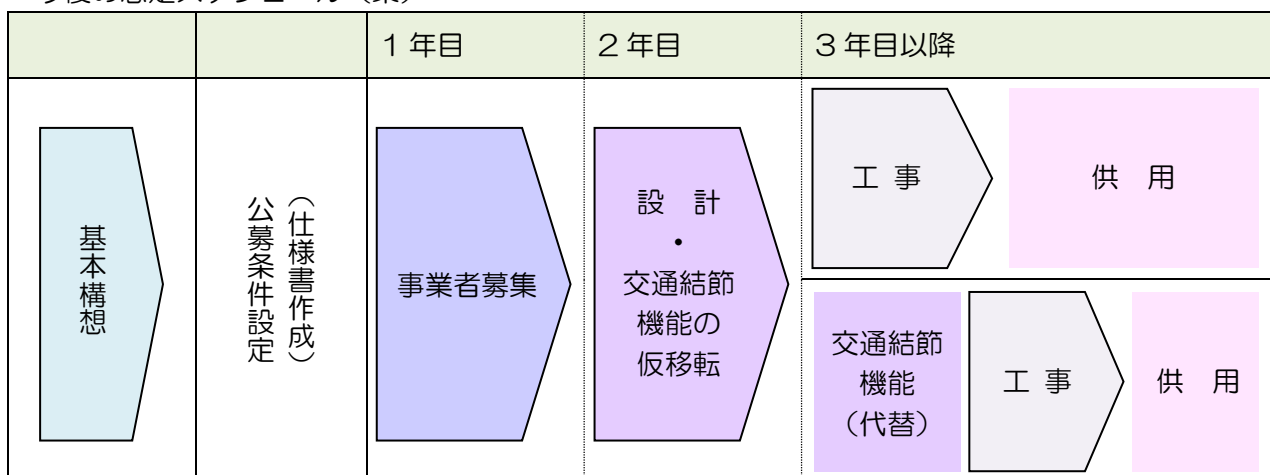 今後の想定スケジュール（案）
1年目
2年目
3年目以降
基本構想
公募条件設定
（仕様書作成）
事業者募集
設 計
・
交通結節
機能の
仮移転
工 事
供 用
交通結節
機能
（代替）
工 事
供 用